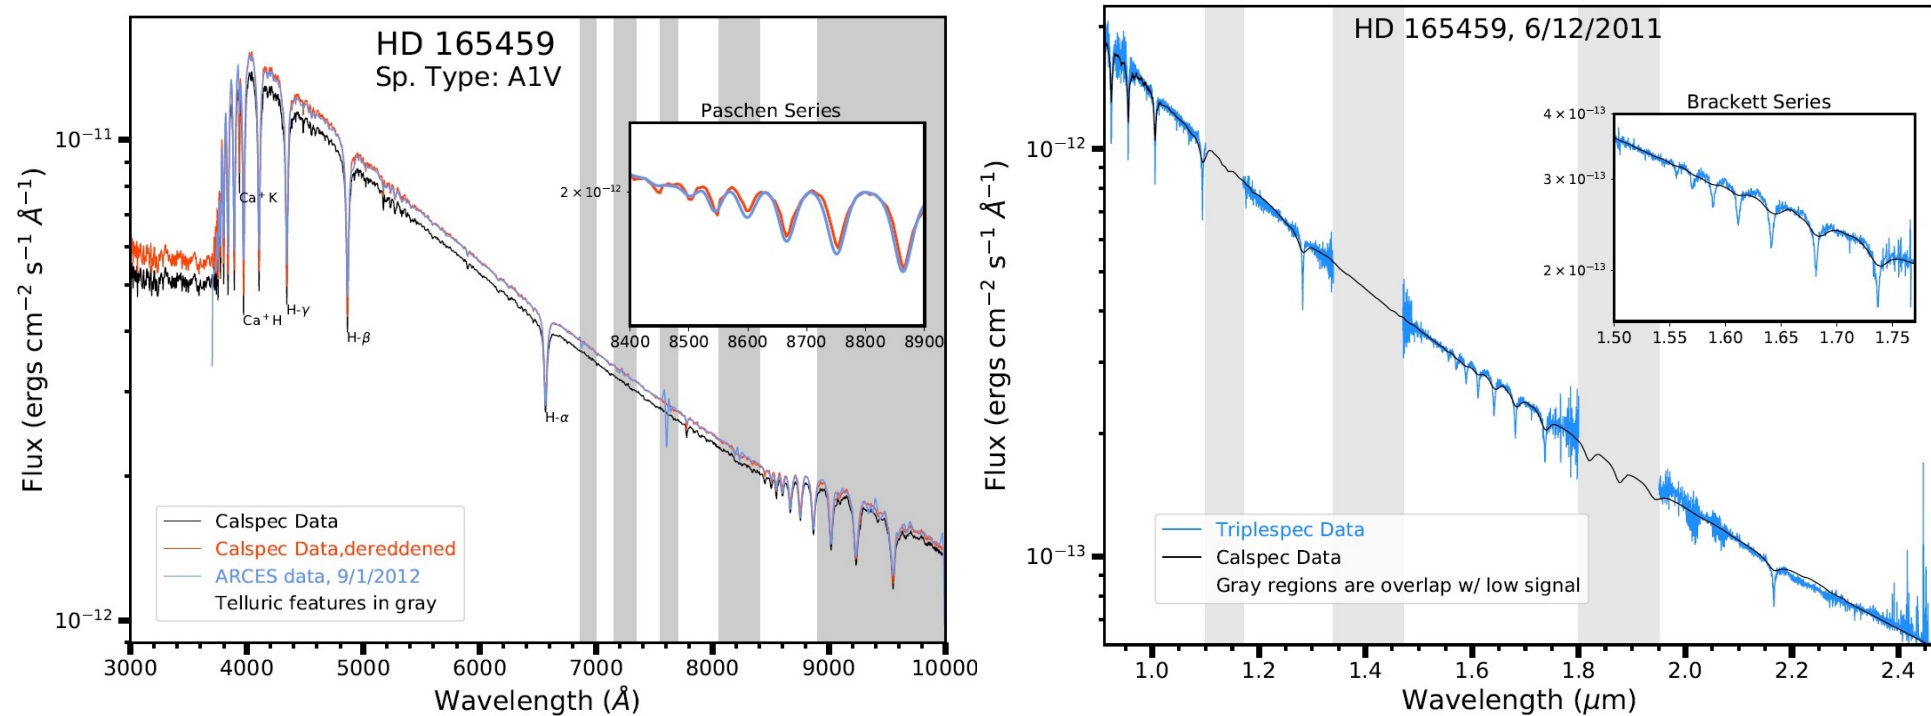 HD 165459
Sp. Type: A1V
Paschen Series
2 × 10⁻¹²
8400 8500 8600 8700 8800 8900
Ca⁺K
Ca⁺H
H-γ
H-β
H-α
10⁻¹¹
10⁻¹²
Flux (ergs cm⁻² s⁻¹ Å⁻¹)
Calspec Data
Calspec Data,dereddened
ARCES data, 9/1/2012
Telluric features in gray
3000 4000 5000 6000 7000 8000 9000 10000
Wavelength (Å)
HD 165459, 6/12/2011
Brackett Series
4 × 10⁻¹³
3 × 10⁻¹³
2 × 10⁻¹³
1.50 1.55 1.60 1.65 1.70 1.75
10⁻¹²
10⁻¹³
Flux (ergs cm⁻² s⁻¹ Å⁻¹)
Triplespec Data
Calspec Data
Gray regions are overlap w/ low signal
1.0 1.2 1.4 1.6 1.8 2.0 2.2 2.4
Wavelength (μm)